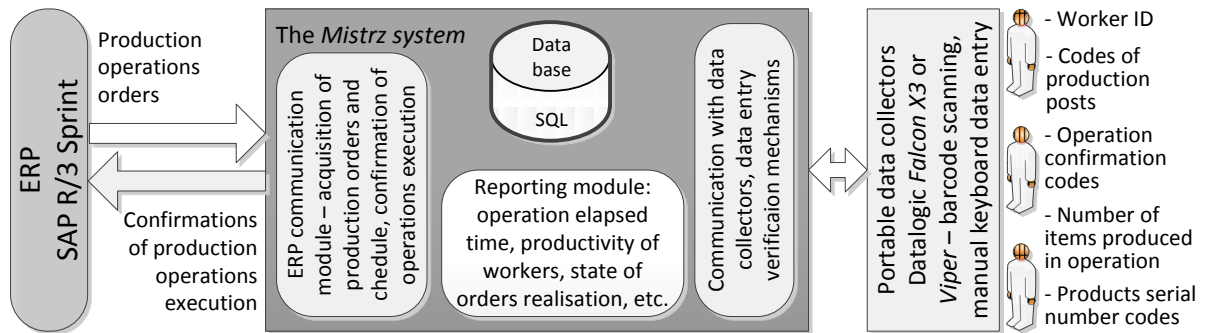 ERP
SAP R/3 Sprint
Production
operations
orders
Confirmations
of production
operations
execution
The Mistrz system
ERP communication
module – acquisition of
production orders and
chedule, confirmation of
operations execution
Data
base
SQL
Reporting module:
operation elapsed
time, productivity of
workers, state of
orders realisation, etc.
Communication with data
collectors, data entry
verificaion mechanisms
Portable data collectors
Datalogic Falcon X3 or
Viper – barcode scanning,
manual keyboard data entry
- Worker ID
- Codes of
production
posts
- Operation
confirmation
codes
- Number of
items produced
in operation
- Products serial
number codes